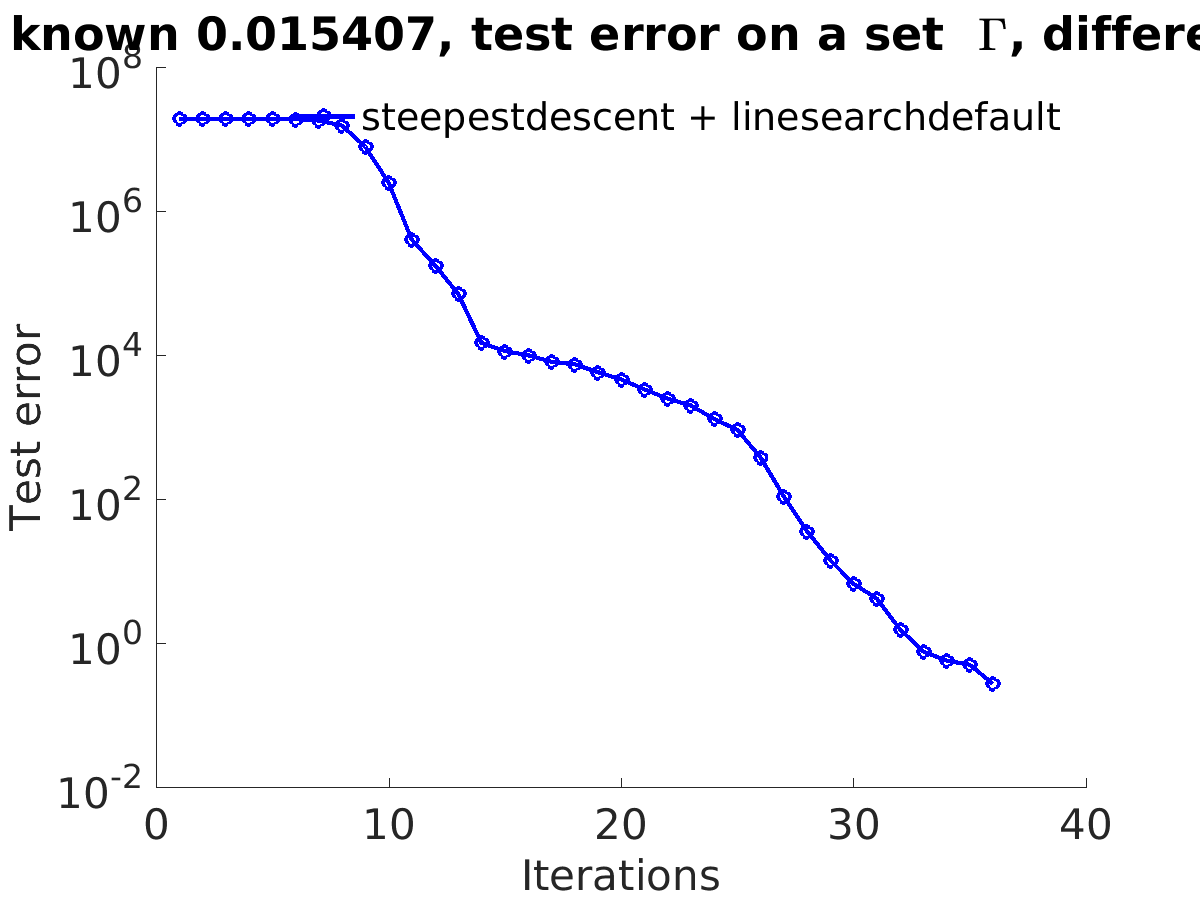 known 0.015407, test error on a set Γ, differe
10^8
steepestdescent + linesearchdefault
10^6
10^4
10^2
10^0
10^-2
Test error
0 10 20 30 40
Iterations